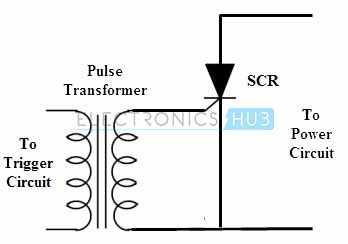 Pulse
Transformer
SCR
ELECTRONICS HUB
To
Trigger
Circuit
To
Power
Circuit